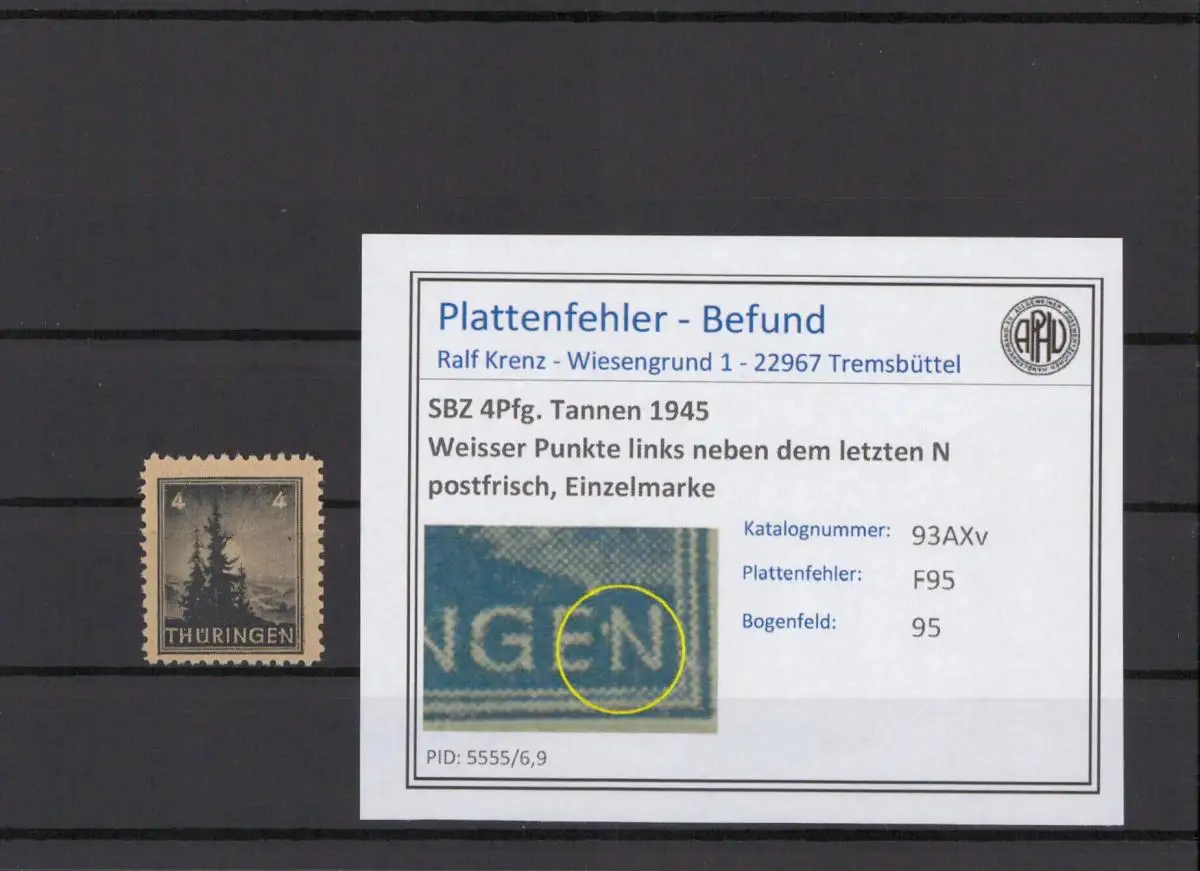 4 4
THÜRINGEN
Plattenfehler - Befund
Ralf Krenz - Wiesengrund 1 - 22967 Tremsbüttel
APHV
SBZ 4Pfg. Tannen 1945
Weisser Punkte links neben dem letzten N
postfrisch, Einzelmarke
NGEN
Katalognummer: 93AXv
Plattenfehler: F95
Bogenfeld: 95
PID: 5555/6,9